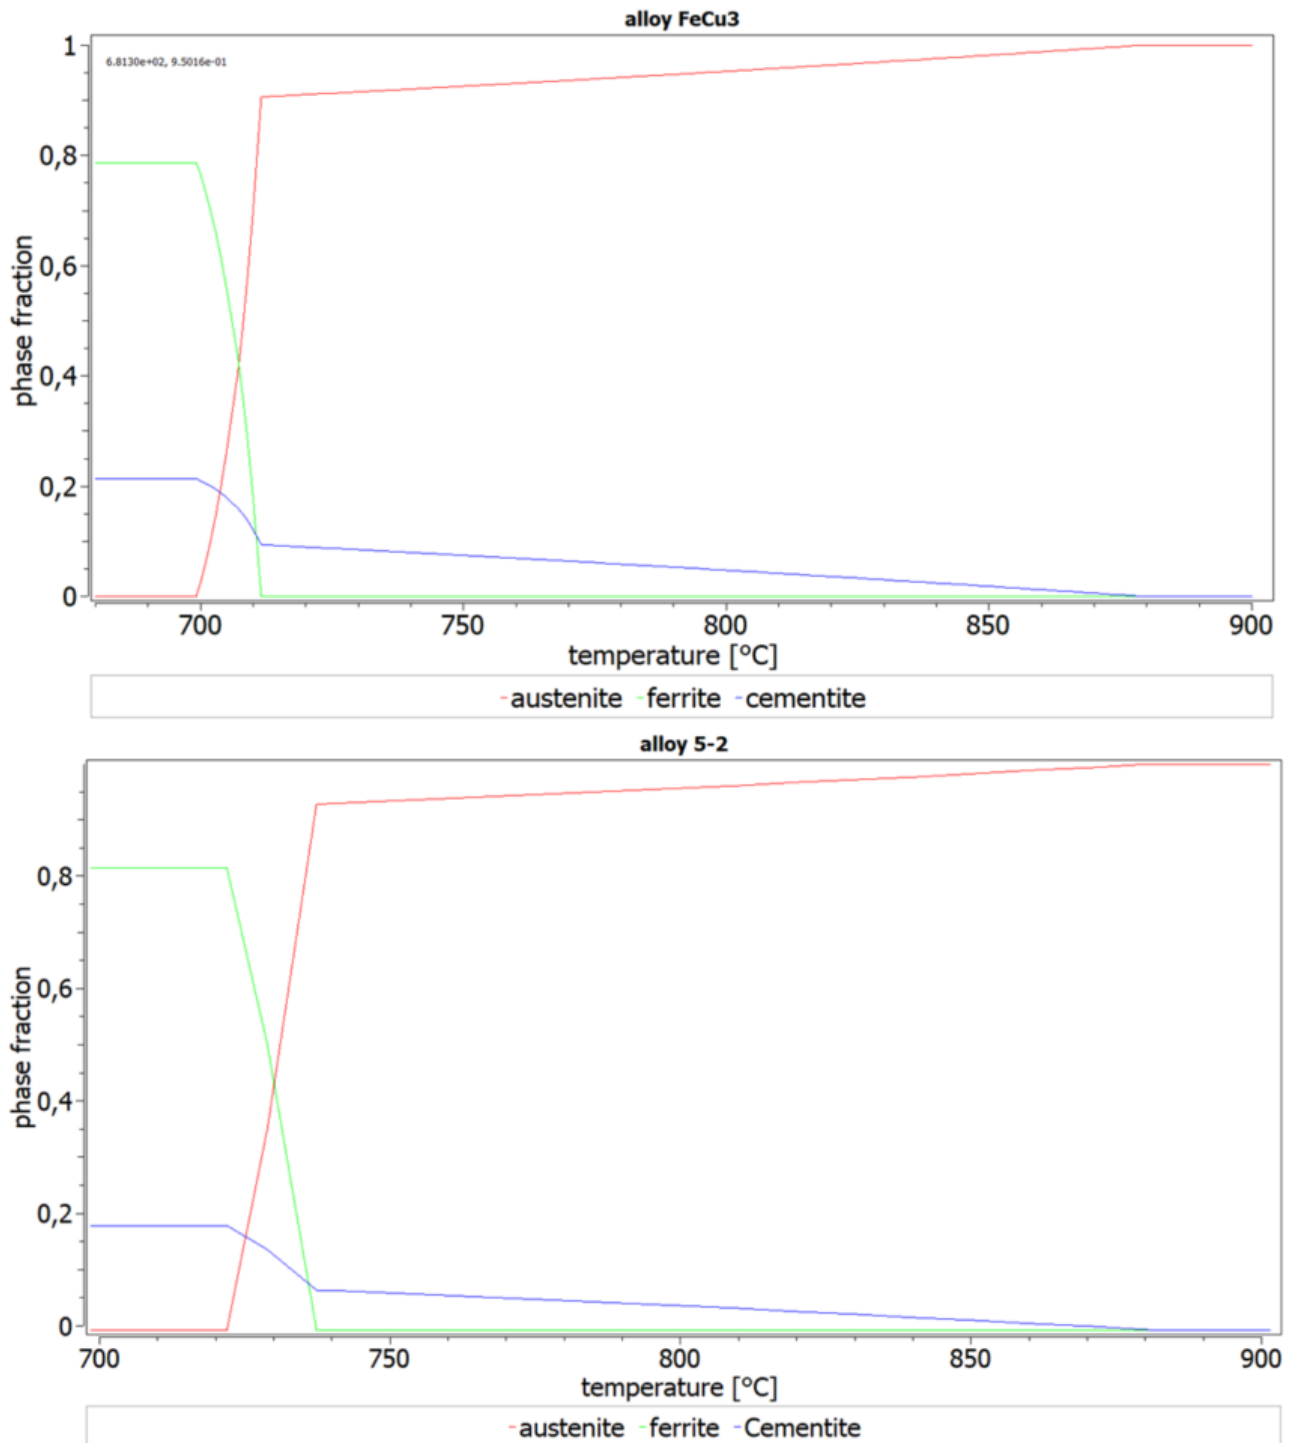 alloy FeCu3
1
6.8130e+02, 9.5016e-01
0,8
0,6
0,4
0,2
0
phase fraction
700 750 800 850 900
temperature [°C]
austenite ferrite cementite
alloy 5-2
0,8
0,6
0,4
0,2
0
phase fraction
700 750 800 850 900
temperature [°C]
austenite ferrite Cementite